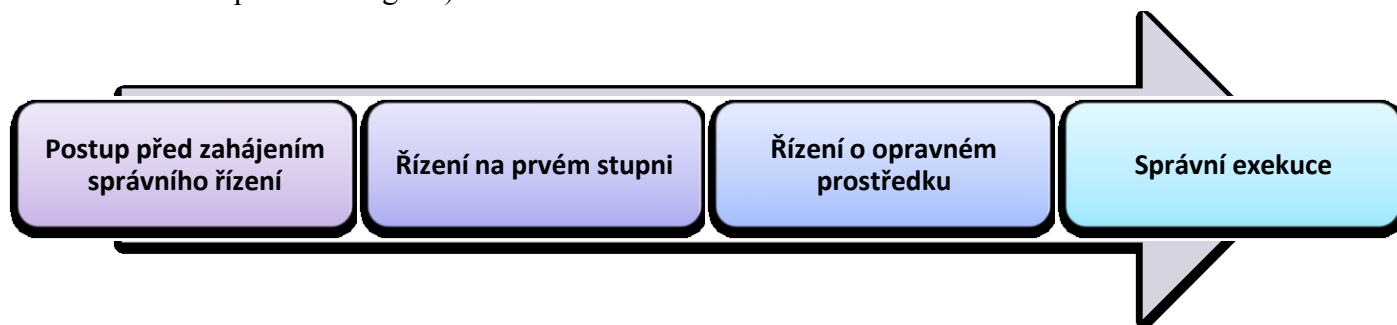 Postup před zahájením
správního řízení
Řízení na prvém stupni
Řízení o opravném
prostředku
Správní exekuce